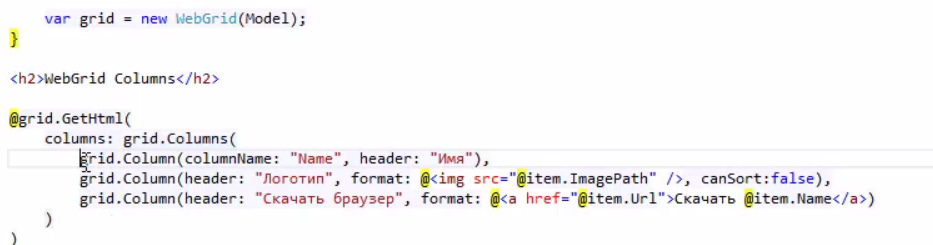 var grid = new WebGrid(Model);
}
<h2>WebGrid Columns</h2>
@grid.GetHtml(
columns: grid.Columns(
grid.Column(columnName: "Name", header: "Имя"),
grid.Column(header: "Логотип", format: @<img src="@item.ImagePath" />, canSort:false),
grid.Column(header: "Скачать браузер", format: @<a href="@item.Url">Скачать @item.Name</a>)
)
)